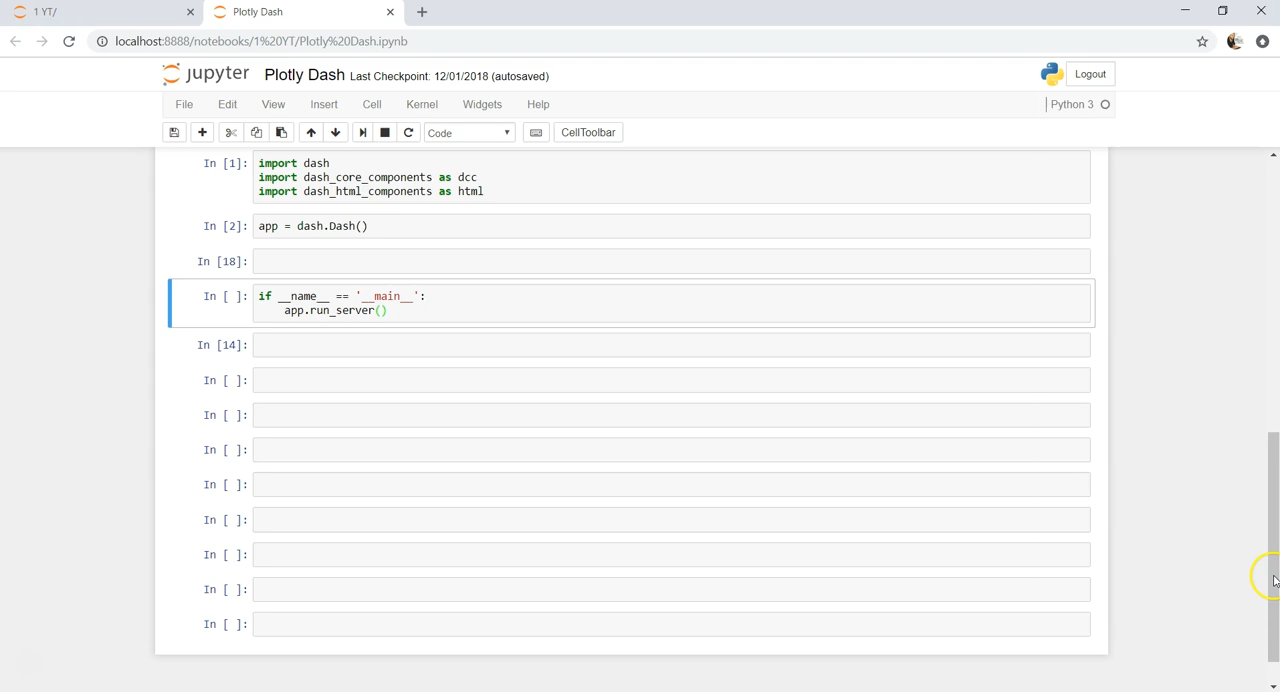 1 YT/
Plotly Dash
localhost:8888/notebooks/1%20YT/Plotly%20Dash.ipynb
jupyter Plotly Dash Last Checkpoint: 12/01/2018 (autosaved)
Logout
File Edit View Insert Cell Kernel Widgets Help
Python 3
Code
CellToolbar
In [1]: import dash
import dash_core_components as dcc
import dash_html_components as html
In [2]: app = dash.Dash()
In [18]:
In [ ]: if __name__ == '__main__':
app.run_server()
In [14]:
In [ ]:
In [ ]:
In [ ]:
In [ ]:
In [ ]:
In [ ]:
In [ ]:
In [ ]: